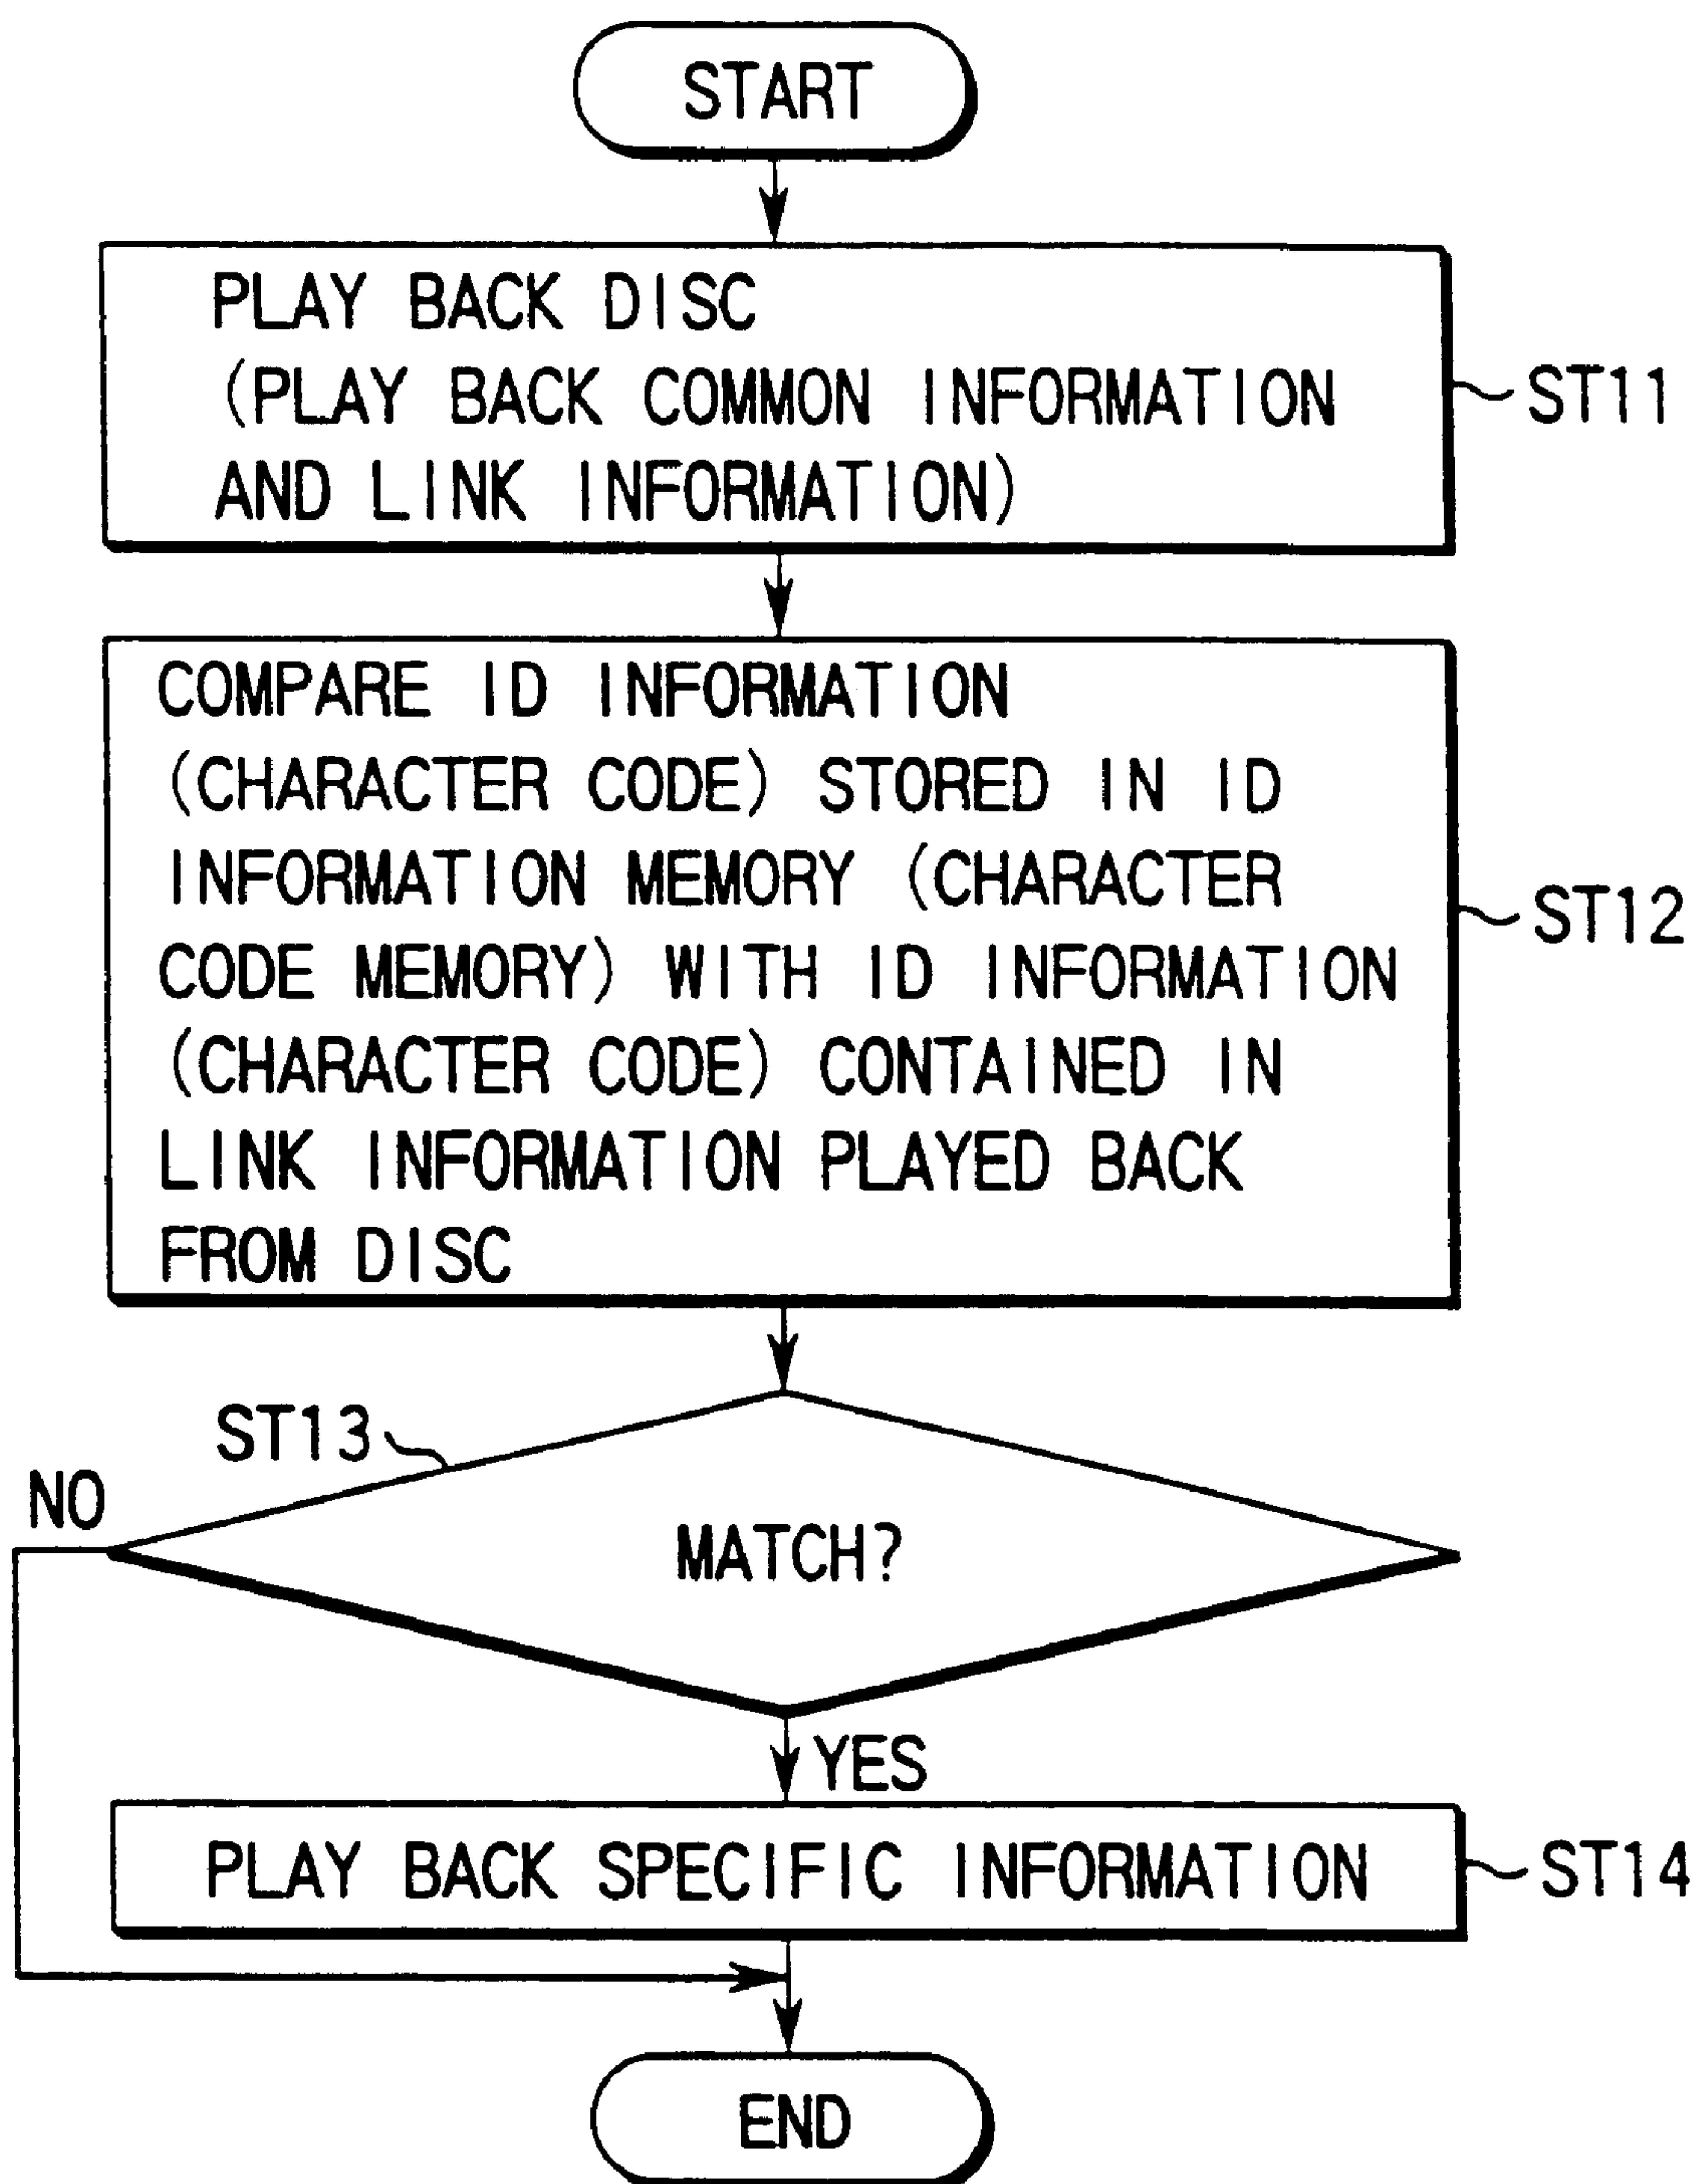 START
PLAY BACK DISC
(PLAY BACK COMMON INFORMATION
AND LINK INFORMATION)
ST11
COMPARE ID INFORMATION
(CHARACTER CODE) STORED IN ID
INFORMATION MEMORY (CHARACTER
CODE MEMORY) WITH ID INFORMATION
(CHARACTER CODE) CONTAINED IN
LINK INFORMATION PLAYED BACK
FROM DISC
ST12
ST13
NO
MATCH?
YES
PLAY BACK SPECIFIC INFORMATION
ST14
END